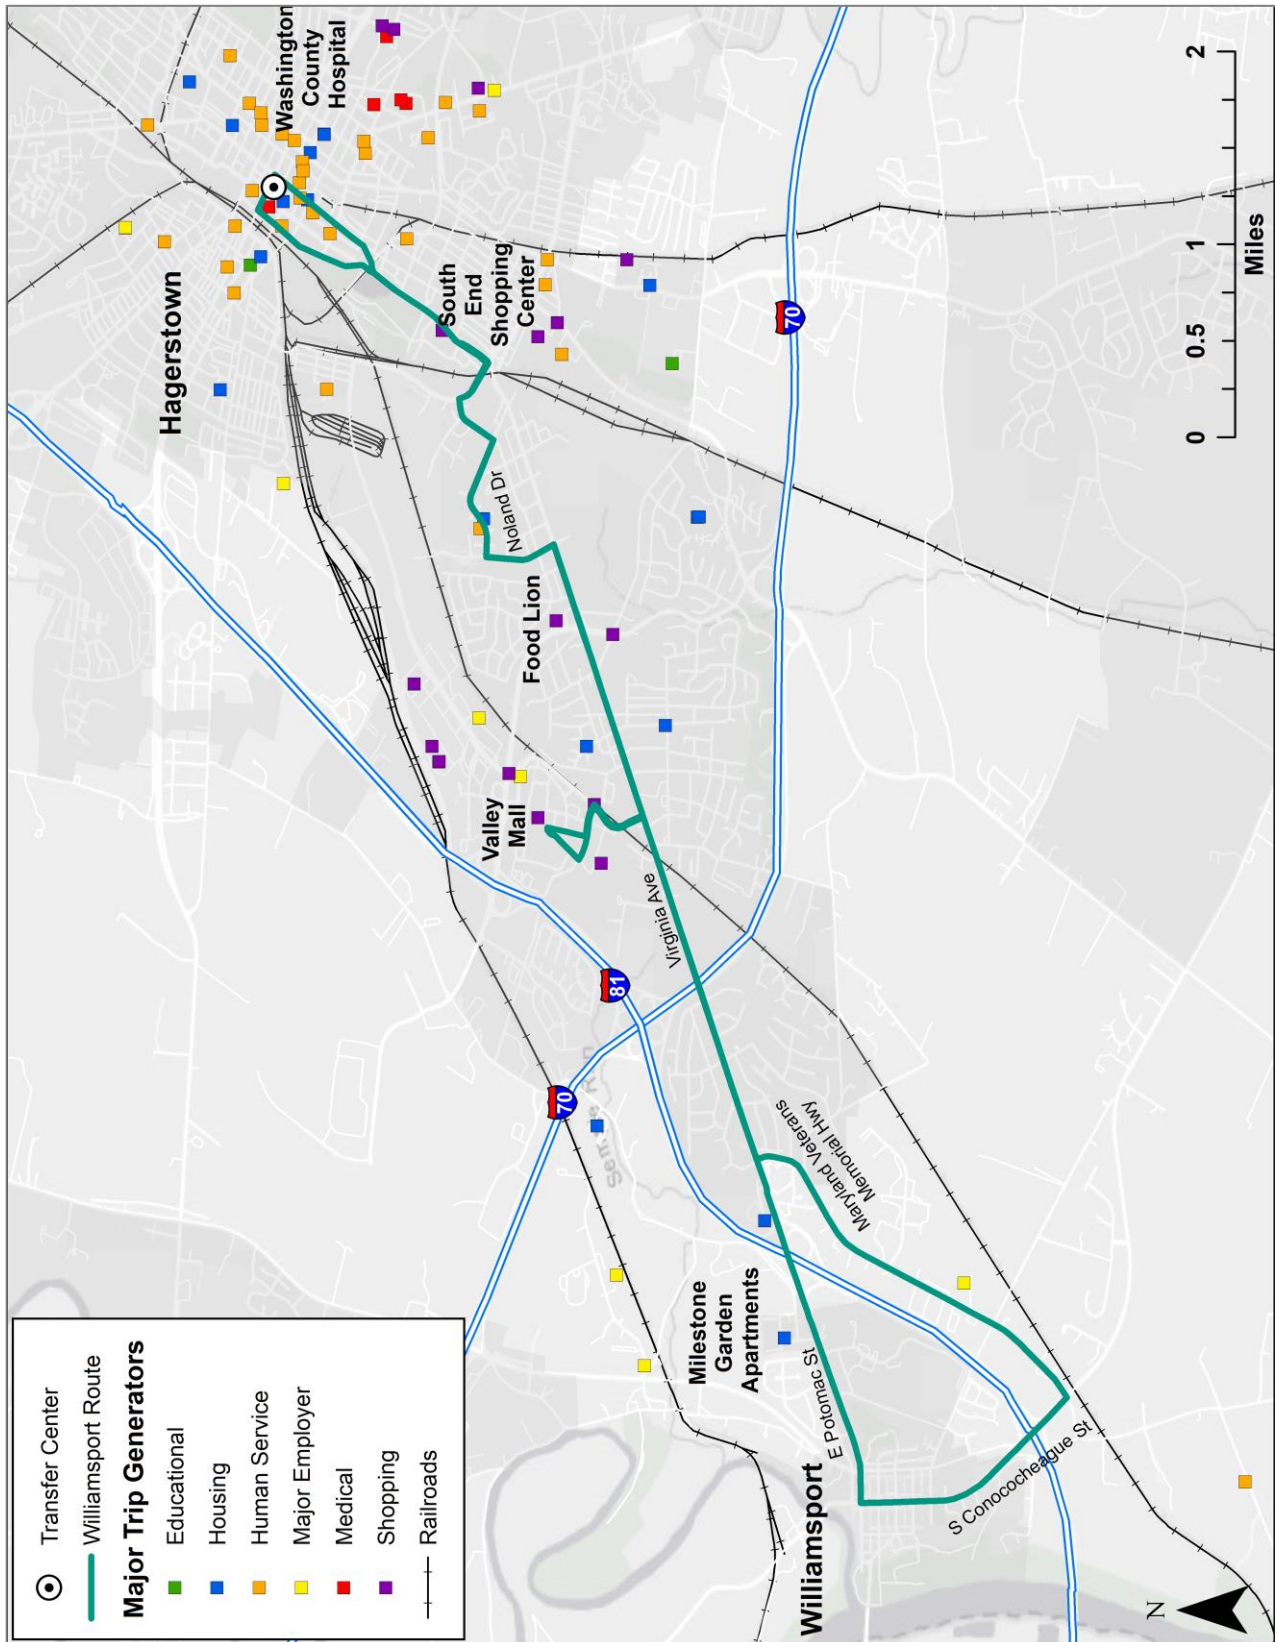 Transfer Center
Williamsport Route
Major Trip Generators
Educational
Housing
Human Service
Major Employer
Medical
Shopping
Railroads
Hagerstown
Washington
County
Hospital
South
End
Shopping
Center
Noland Dr
Food Lion
Valley
Mall
Virginia Ave
81
70
70
Semple Run
Maryland Veterans
Memorial Hwy
Milestone
Garden
Apartments
E Potomac St
Williamsport
S Conococheague St
N
0 0.5 1 2
Miles